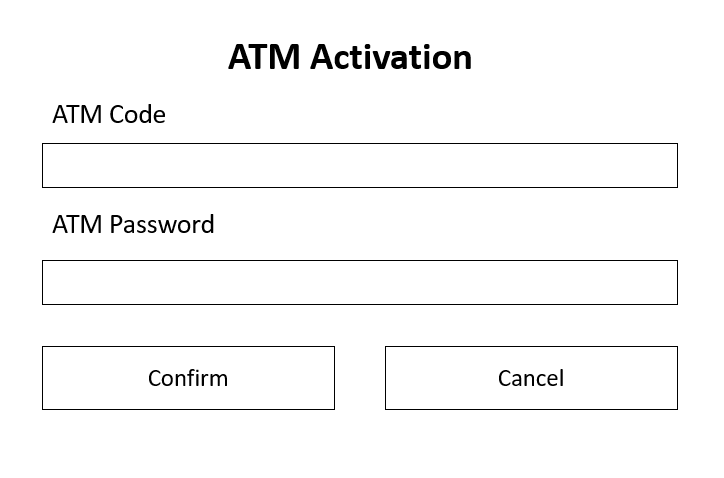 ATM Activation
ATM Code
ATM Password
Confirm
Cancel